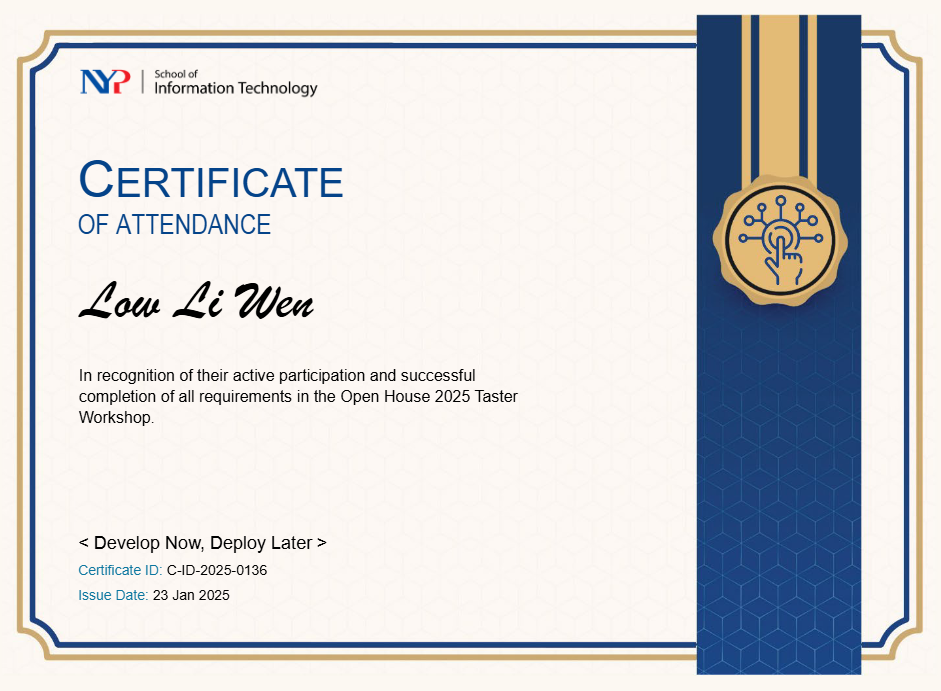 NYP
School of
Information Technology
CERTIFICATE
OF ATTENDANCE
Low Li Wen
In recognition of their active participation and successful
completion of all requirements in the Open House 2025 Taster
Workshop.
< Develop Now, Deploy Later >
Certificate ID: C-ID-2025-0136
Issue Date: 23 Jan 2025